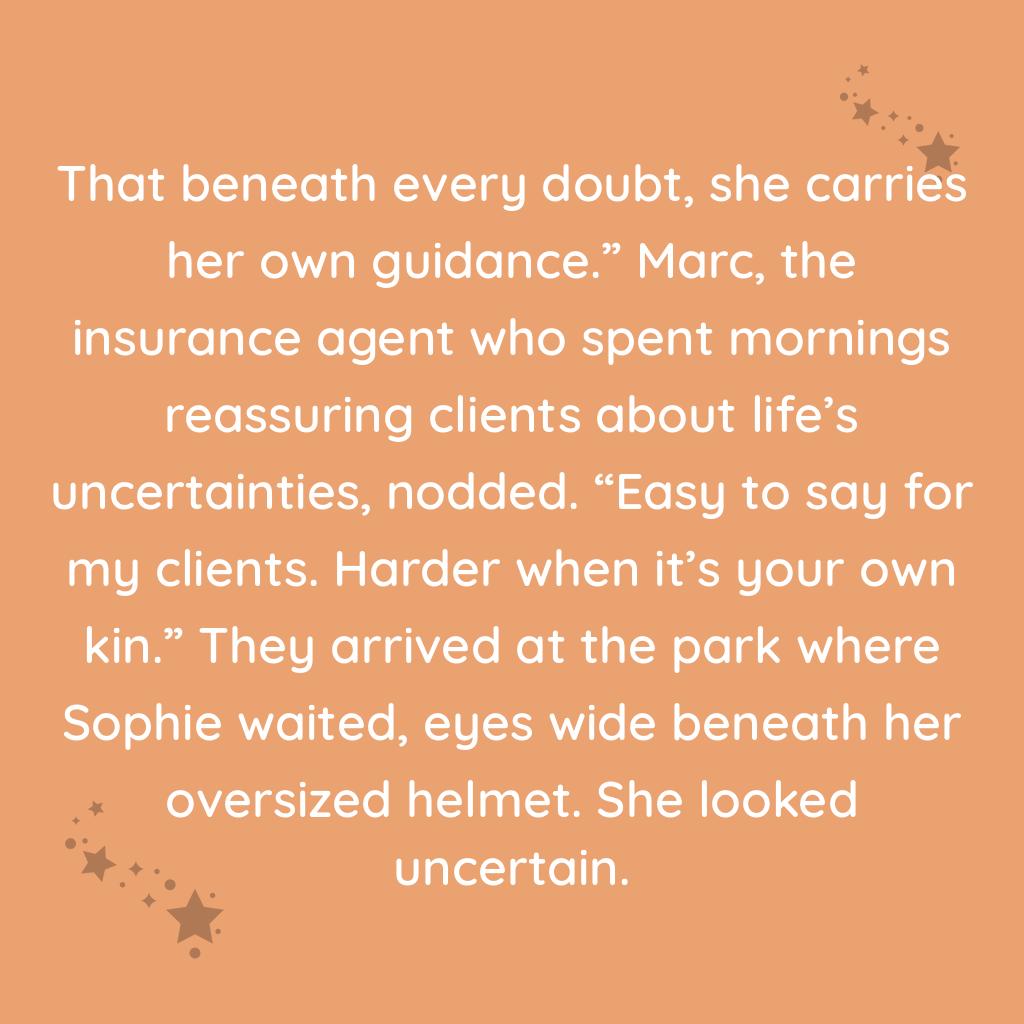 That beneath every doubt, she carries
her own guidance.” Marc, the
insurance agent who spent mornings
reassuring clients about life’s
uncertainties, nodded. “Easy to say for
my clients. Harder when it’s your own
kin.” They arrived at the park where
Sophie waited, eyes wide beneath her
oversized helmet. She looked
uncertain.